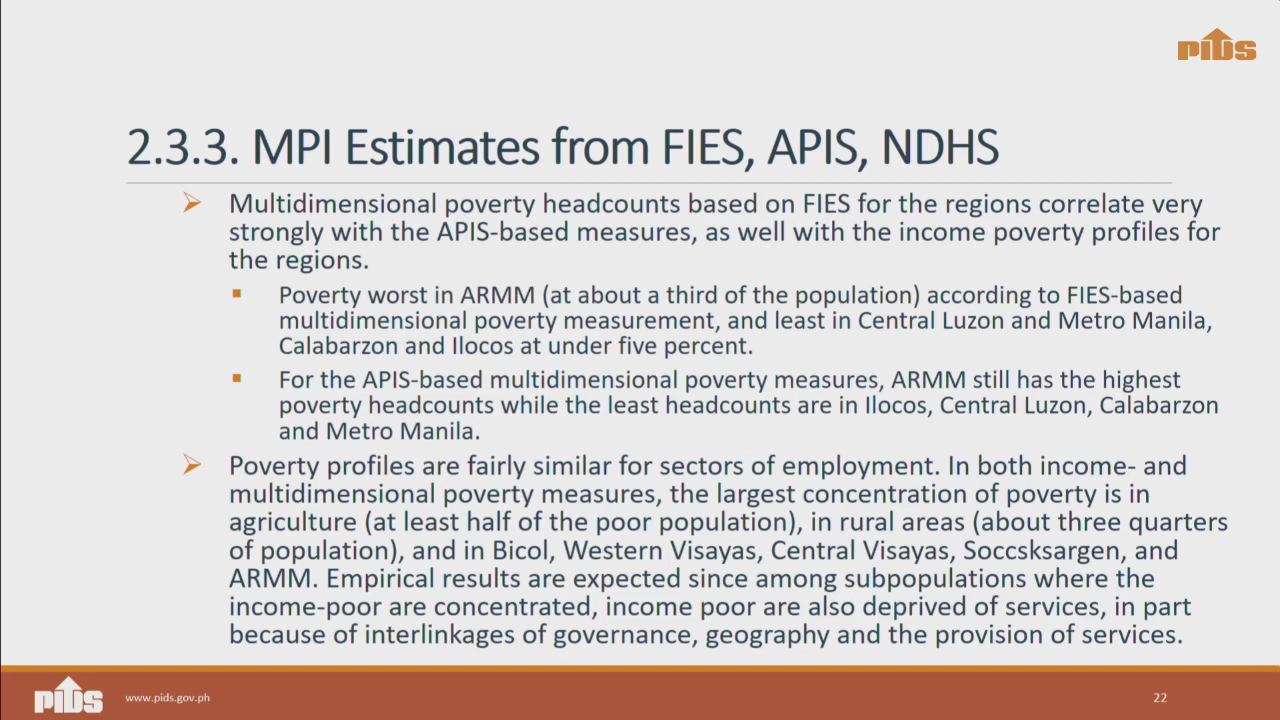 PIDS
2.3.3. MPI Estimates from FIES, APIS, NDHS
Multidimensional poverty headcounts based on FIES for the regions correlate very
strongly with the APIS-based measures, as well with the income poverty profiles for
the regions.
Poverty worst in ARMM (at about a third of the population) according to FIES-based
multidimensional poverty measurement, and least in Central Luzon and Metro Manila,
Calabarzon and Ilocos at under five percent.
For the APIS-based multidimensional poverty measures, ARMM still has the highest
poverty headcounts while the least headcounts are in Ilocos, Central Luzon, Calabarzon
and Metro Manila.
Poverty profiles are fairly similar for sectors of employment. In both income- and
multidimensional poverty measures, the largest concentration of poverty is in
agriculture (at least half of the poor population), in rural areas (about three quarters
of population), and in Bicol, Western Visayas, Central Visayas, Soccsksargen, and
ARMM. Empirical results are expected since among subpopulations where the
income-poor are concentrated, income poor are also deprived of services, in part
because of interlinkages of governance, geography and the provision of services.
PIDS
www.pids.gov.ph
22